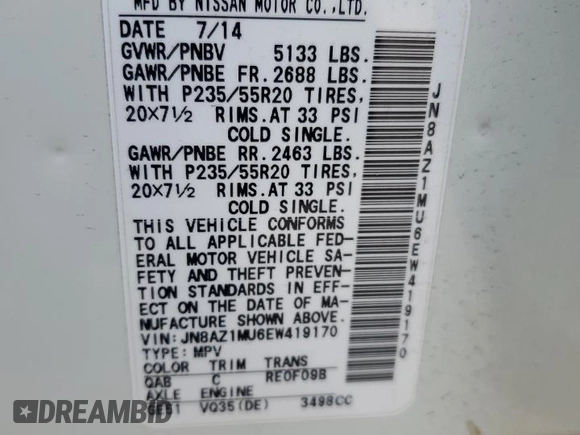 MFD BY NISSAN MOTOR CO.,LTD.
DATE 7/14
GVWR/PNBV 5133 LBS.
GAWR/PNBE FR. 2688 LBS.
WITH P235/55R20 TIRES,
20×7½ RIMS. AT 33 PSI
COLD SINGLE.
GAWR/PNBE RR. 2463 LBS.
WITH P235/55R20 TIRES,
20×7½ RIMS. AT 33 PSI
COLD SINGLE.
THIS VEHICLE CONFORMS
TO ALL APPLICABLE FED-
ERAL MOTOR VEHICLE SA-
FETY AND THEFT PREVEN-
TION STANDARDS IN EFF-
ECT ON THE DATE OF MA-
NUFACTURE SHOWN ABOVE.
VIN: JN8AZ1MU6EW419170
TYPE: MPV
COLOR TRIM TRANS
QAB C RE0F09B
AXLE ENGINE
VQ35(DE) 3498CC
JN8AZ1MU6EW419170
DEALERSHIP.CC